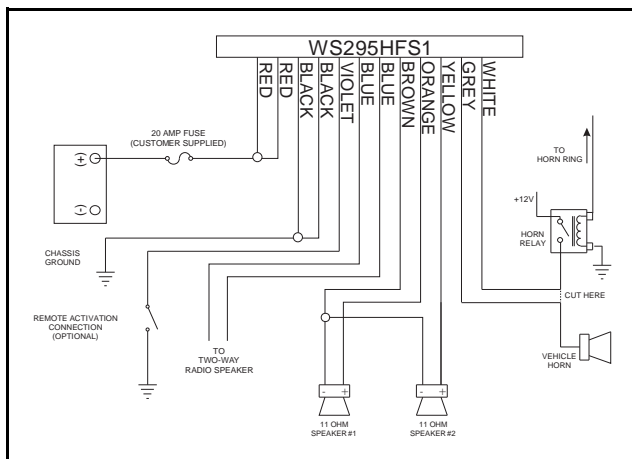 WS295HFS1
RED
RED
BLACK
BLACK
VIOLET
BLUE
BLUE
BROWN
ORANGE
YELLOW
GREY
WHITE
20 AMP FUSE
(CUSTOMER SUPPLIED)
(+)
(-)
CHASSIS
GROUND
REMOTE ACTIVATION
CONNECTION
(OPTIONAL)
TO
TWO-WAY
RADIO SPEAKER
- +
11 OHM
SPEAKER #1
- +
11 OHM
SPEAKER #2
TO
HORN RING
+12V
HORN
RELAY
CUT HERE
VEHICLE
HORN